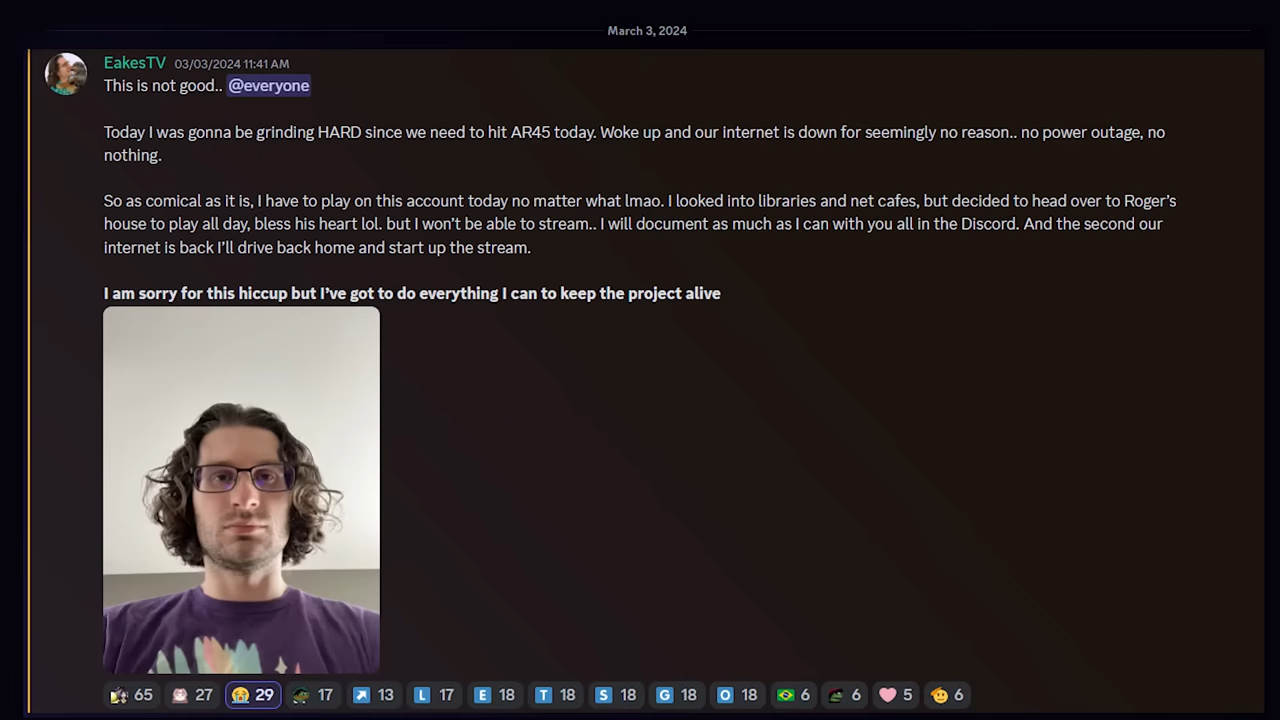 March 3, 2024
EakesTV 03/03/2024 11:41 AM
This is not good.. @everyone
Today I was gonna be grinding HARD since we need to hit AR45 today. Woke up and our internet is down for seemingly no reason.. no power outage, no
nothing.
So as comical as it is, I have to play on this account today no matter what lmao. I looked into libraries and net cafes, but decided to head over to Roger’s
house to play all day, bless his heart lol. but I won’t be able to stream.. I will document as much as I can with you all in the Discord. And the second our
internet is back I’ll drive back home and start up the stream.
I am sorry for this hiccup but I’ve got to do everything I can to keep the project alive
65 27 29 17 13 L 17 E 18 T 18 S 18 G 18 O 18 6 6 5 6